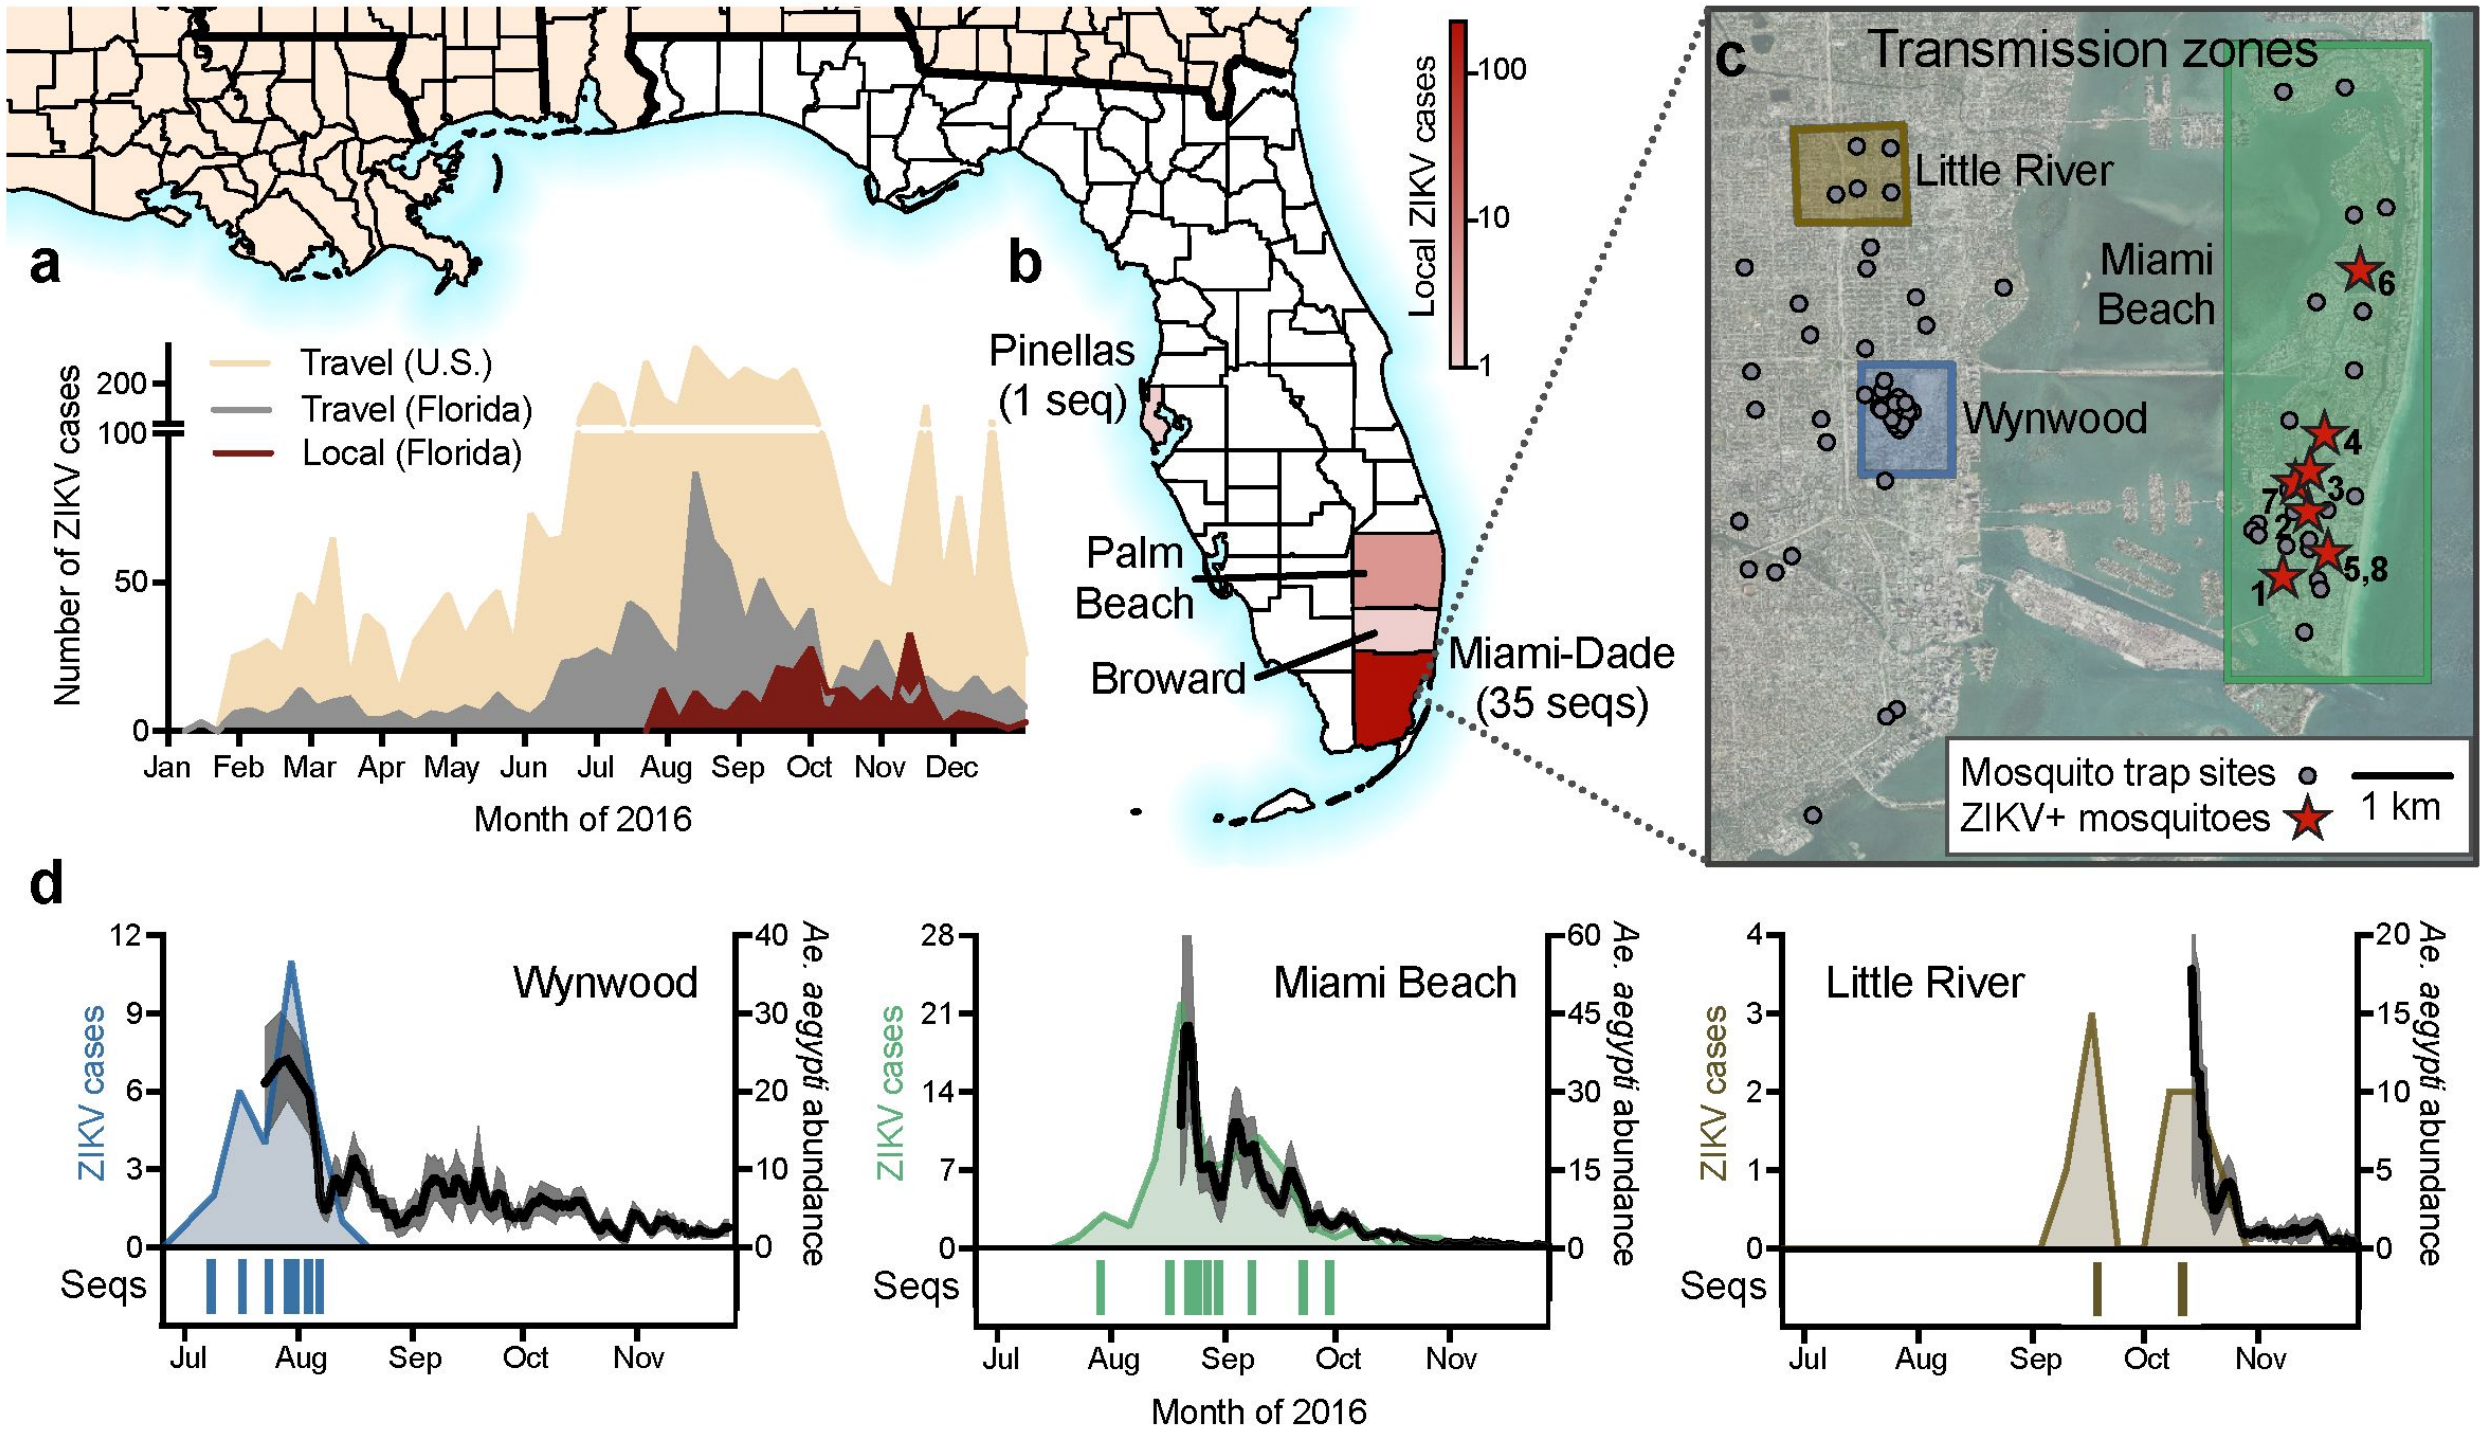 a
Number of ZIKV cases
200
100
50
0
Travel (U.S.)
Travel (Florida)
Local (Florida)
Jan Feb Mar Apr May Jun Jul Aug Sep Oct Nov Dec
Month of 2016
b
Local ZIKV cases
100
10
1
Pinellas
(1 seq)
Palm
Beach
Broward
Miami-Dade
(35 seqs)
c
Transmission zones
Little River
Miami
Beach
Wynwood
6
4
3
7
2
5,8
1
Mosquito trap sites
1 km
ZIKV+ mosquitoes
d
Wynwood
ZIKV cases
12
9
6
3
0
40
30
20
10
0
Ae. aegypti abundance
Seqs
Jul Aug Sep Oct Nov
Miami Beach
ZIKV cases
28
21
14
7
0
60
45
30
15
0
Ae. aegypti abundance
Seqs
Jul Aug Sep Oct Nov
Month of 2016
Little River
ZIKV cases
4
3
2
1
0
20
15
10
5
0
Ae. aegypti abundance
Seqs
Jul Aug Sep Oct Nov